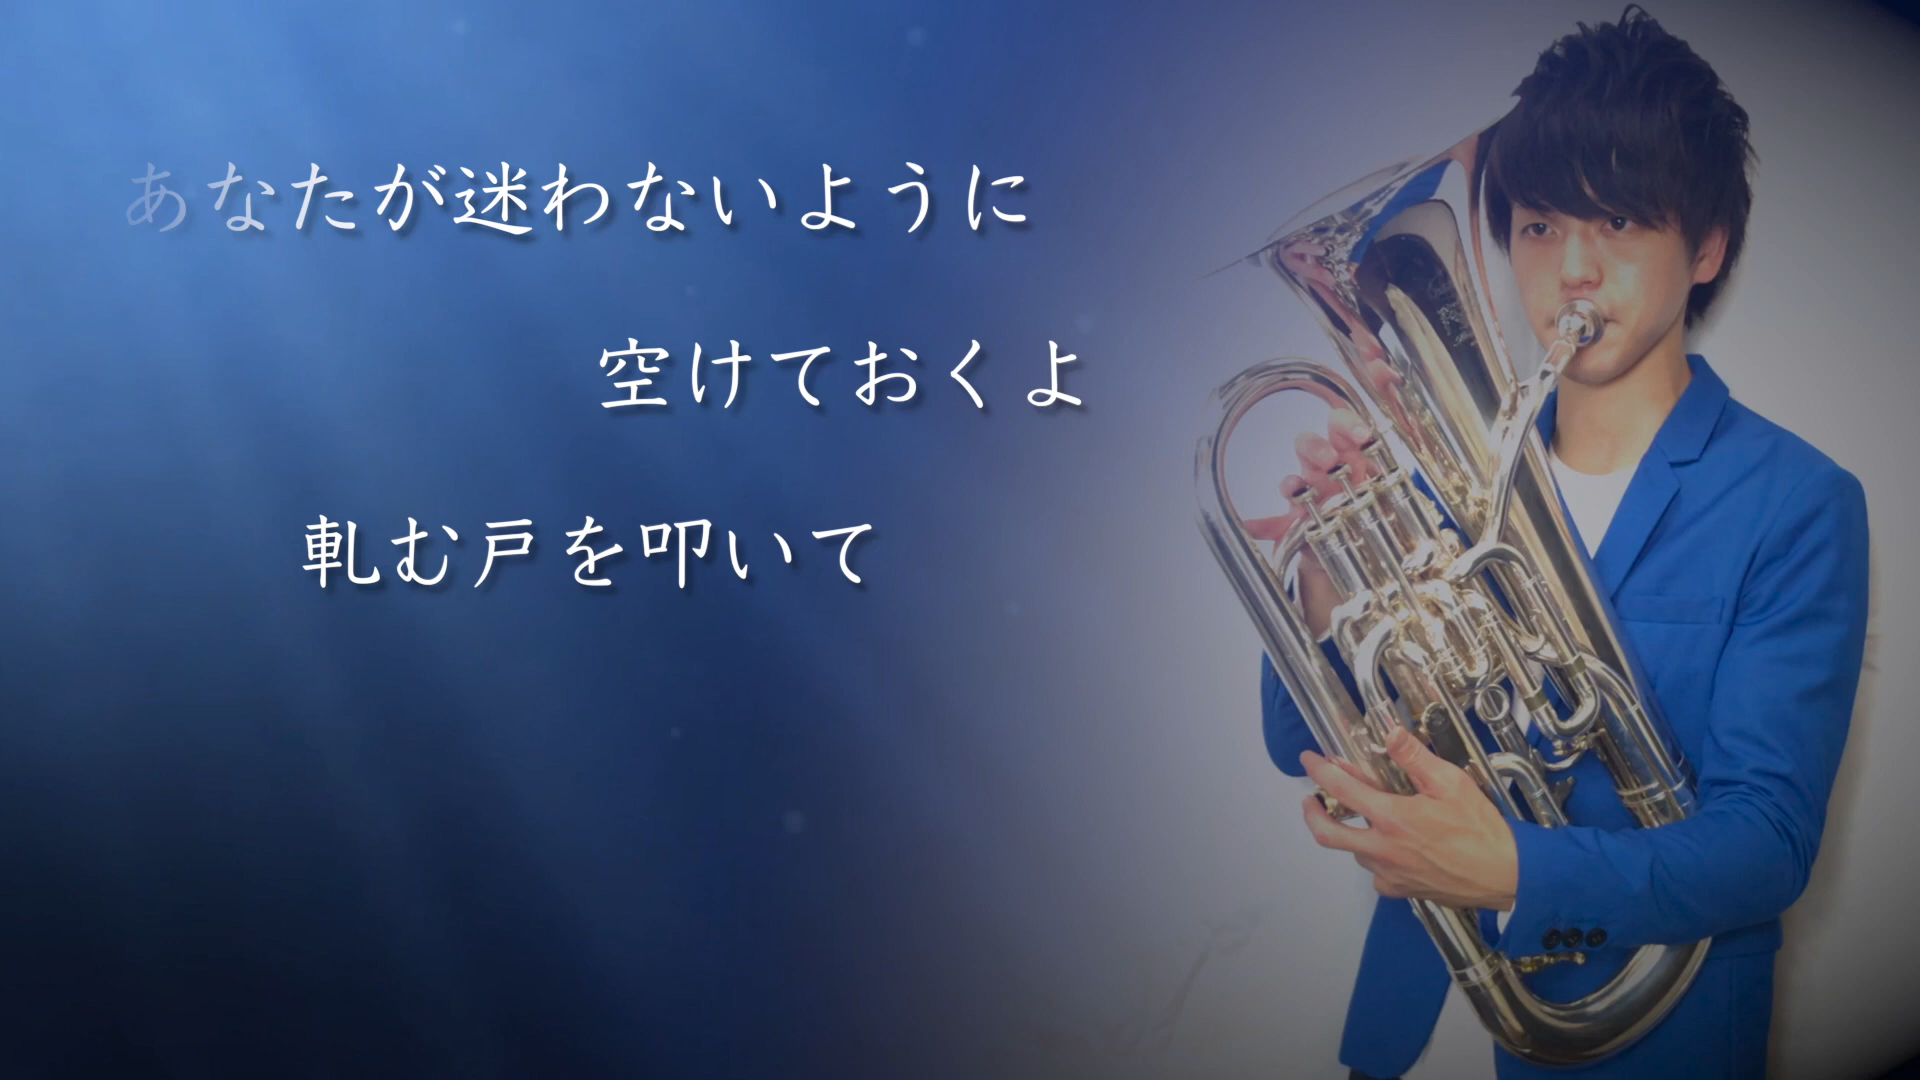 あなたが迷わないように
空けておくよ
軋む戸を叩いて